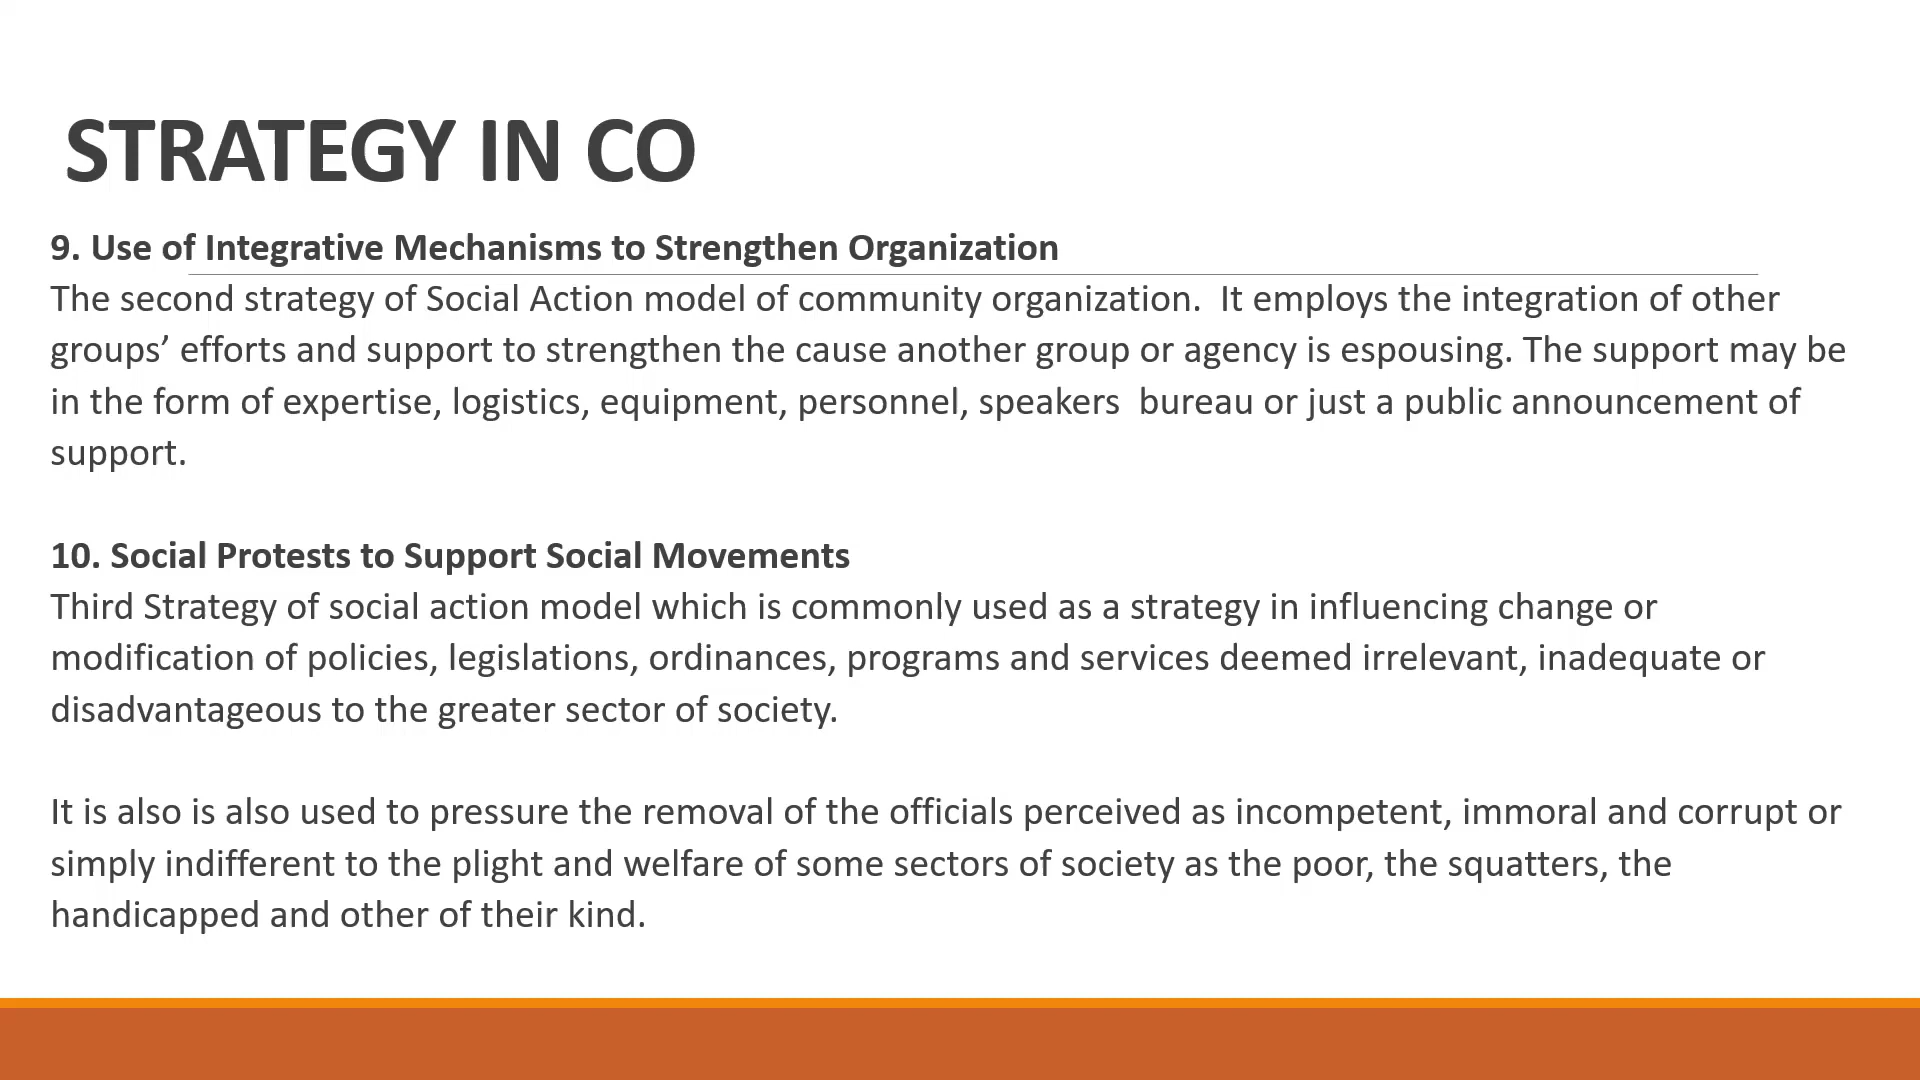 STRATEGY IN CO
9. Use of Integrative Mechanisms to Strengthen Organization
The second strategy of Social Action model of community organization.  It employs the integration of other
groups’ efforts and support to strengthen the cause another group or agency is espousing. The support may be
in the form of expertise, logistics, equipment, personnel, speakers  bureau or just a public announcement of
support.
10. Social Protests to Support Social Movements
Third Strategy of social action model which is commonly used as a strategy in influencing change or
modification of policies, legislations, ordinances, programs and services deemed irrelevant, inadequate or
disadvantageous to the greater sector of society.
It is also is also used to pressure the removal of the officials perceived as incompetent, immoral and corrupt or
simply indifferent to the plight and welfare of some sectors of society as the poor, the squatters, the
handicapped and other of their kind.